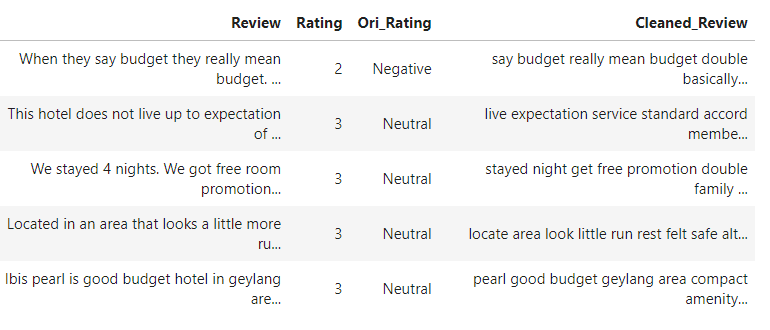 Review Rating Ori_Rating Cleaned_Review
When they say budget they really mean
budget. ...
2 Negative
say budget really mean budget double
basically...
This hotel does not live up to expectation
of ...
3 Neutral
live expectation service standard accord
membe...
We stayed 4 nights. We got free room
promotion...
3 Neutral
stayed night get free promotion double
family ...
Located in an area that looks a little more
ru...
3 Neutral
locate area look little run rest felt safe alt...
Ibis pearl is good budget hotel in geylang
are...
3 Neutral
pearl good budget geylang area compact
amenity...